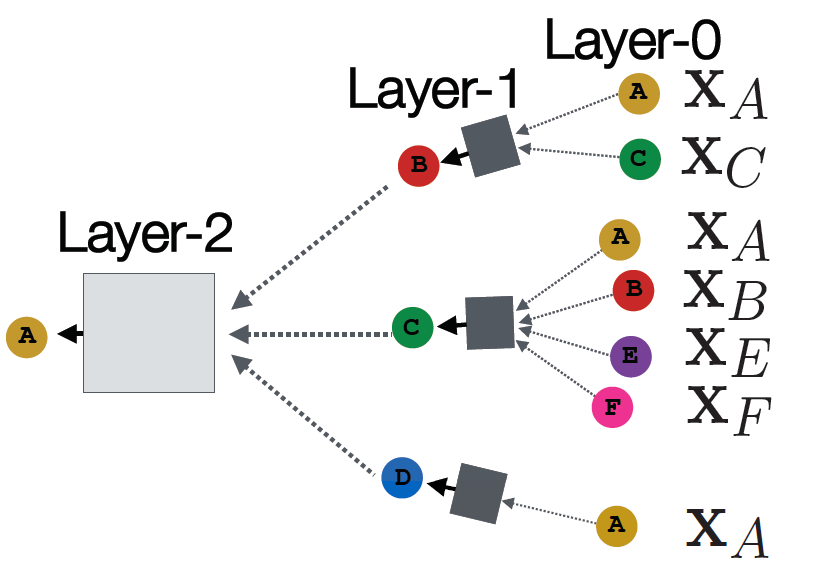 Layer-0
Layer-1
Layer-2
A x_A
C x_C
B
A x_A
B x_B
E x_E
F x_F
C
A
D
A x_A